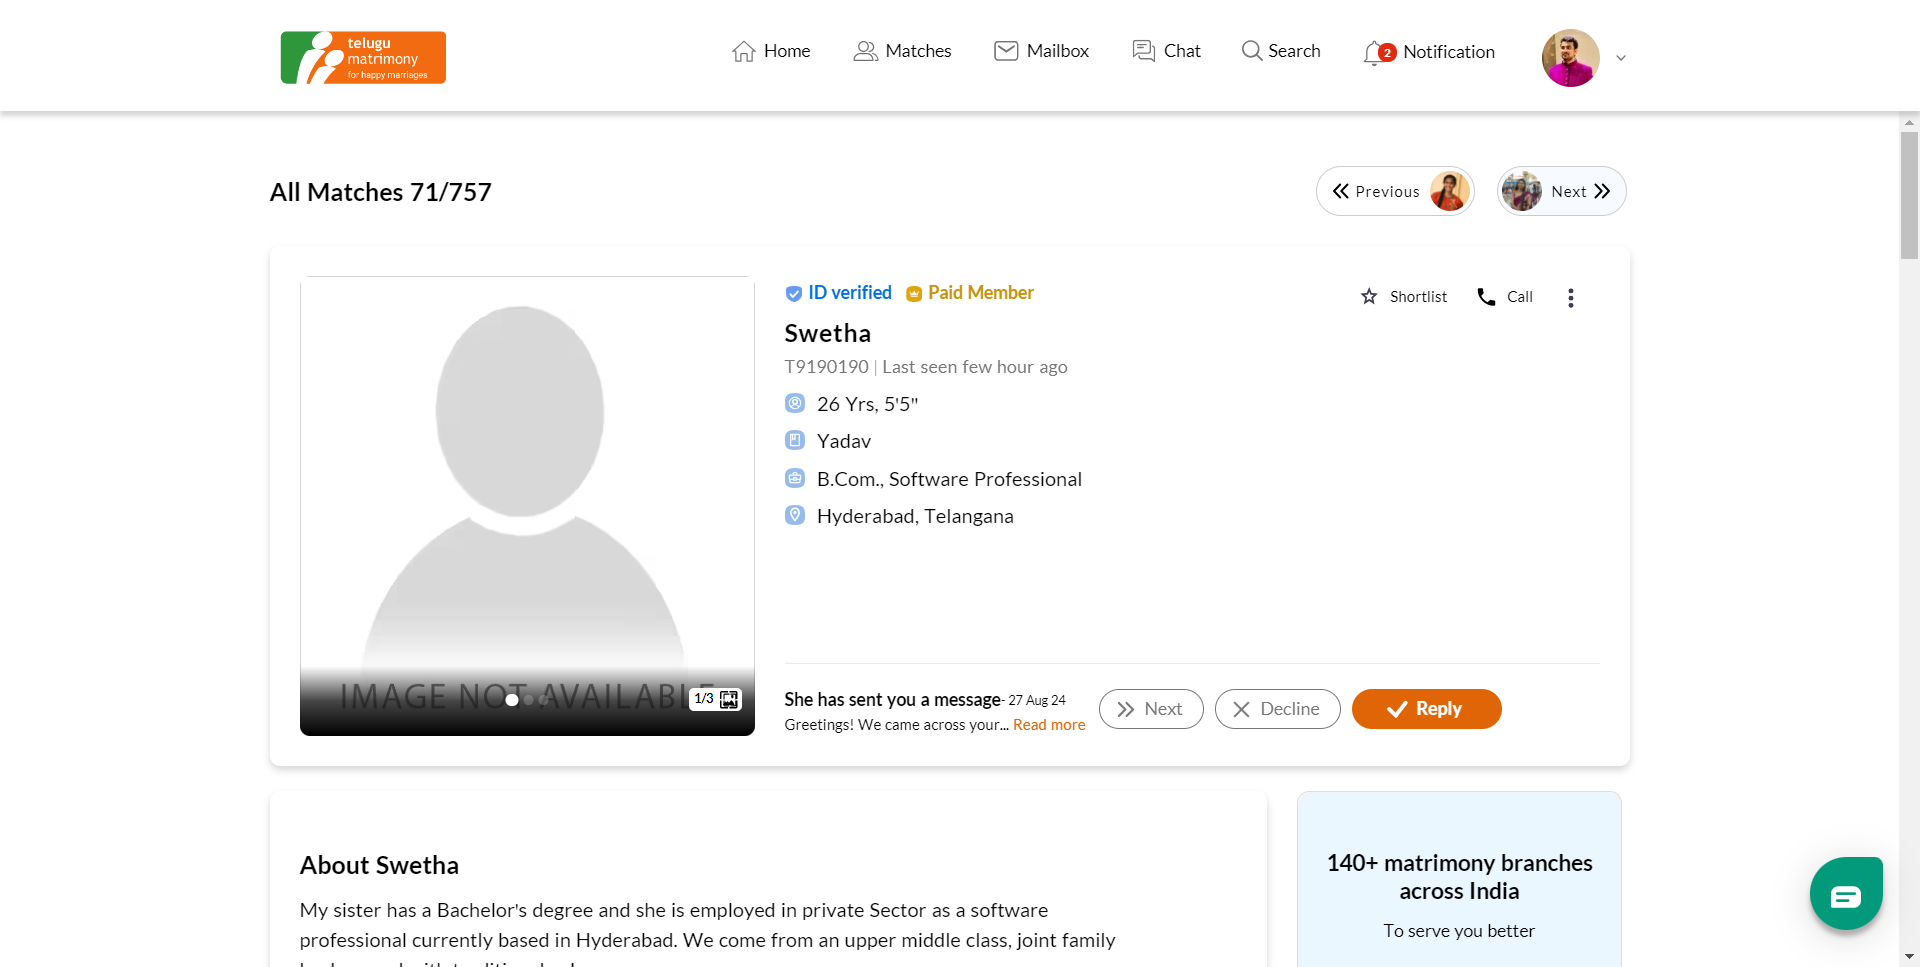 telugu
matrimony
for happy marriages
Home
Matches
Mailbox
Chat
Search
2
Notification
All Matches 71/757
Previous
Next
ID verified
Paid Member
Shortlist
Call
Swetha
T9190190 | Last seen few hour ago
26 Yrs, 5'5"
Yadav
B.Com., Software Professional
Hyderabad, Telangana
IMAGE NOT AVAILABLE
1/3
She has sent you a message- 27 Aug 24
Greetings! We came across your... Read more
Next
Decline
Reply
About Swetha
My sister has a Bachelor's degree and she is employed in private Sector as a software
professional currently based in Hyderabad. We come from an upper middle class, joint family
140+ matrimony branches
across India
To serve you better